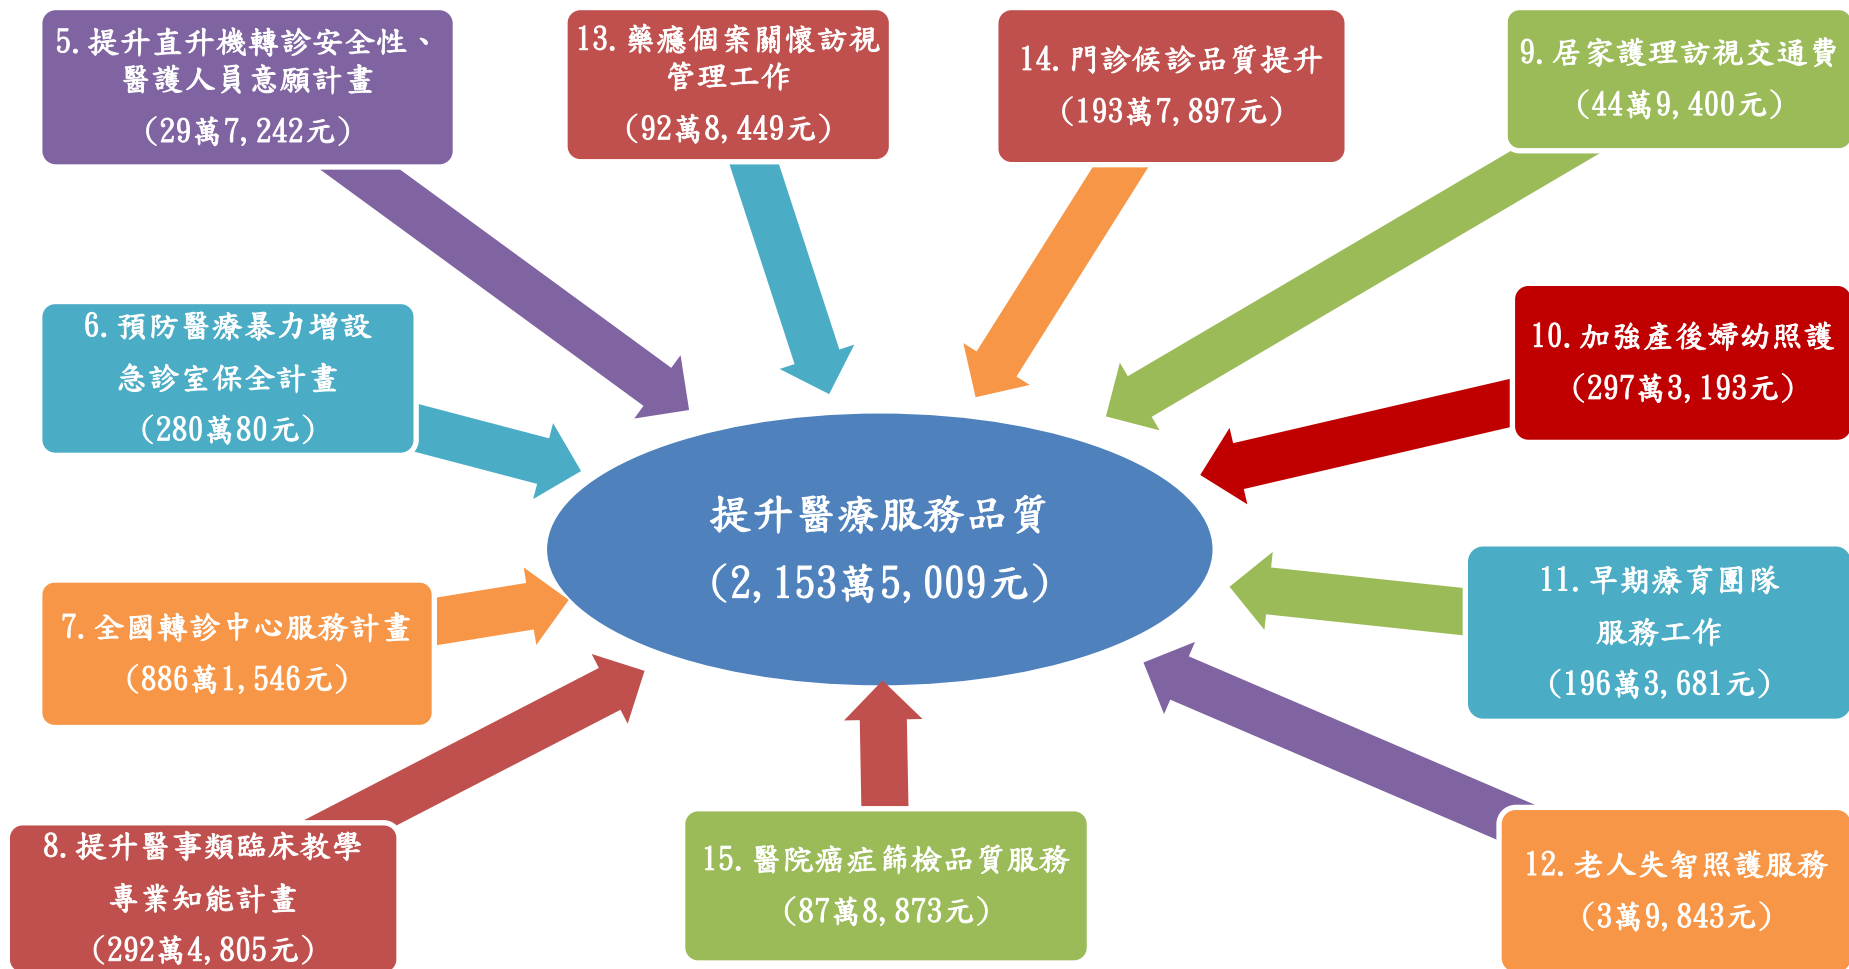 5.提升直升機轉診安全性、
醫護人員意願計畫
(29萬7,242元)
13.藥癮個案關懷訪視
管理工作
(92萬8,449元)
14.門診候診品質提升
(193萬7,897元)
9.居家護理訪視交通費
(44萬9,400元)
6.預防醫療暴力增設
急診室保全計畫
(280萬80元)
10.加強產後婦幼照護
(297萬3,193元)
提升醫療服務品質
(2,153萬5,009元)
7.全國轉診中心服務計畫
(886萬1,546元)
11.早期療育團隊
服務工作
(196萬3,681元)
8.提升醫事類臨床教學
專業知能計畫
(292萬4,805元)
15.醫院癌症篩檢品質服務
(87萬8,873元)
12.老人失智照護服務
(3萬9,843元)